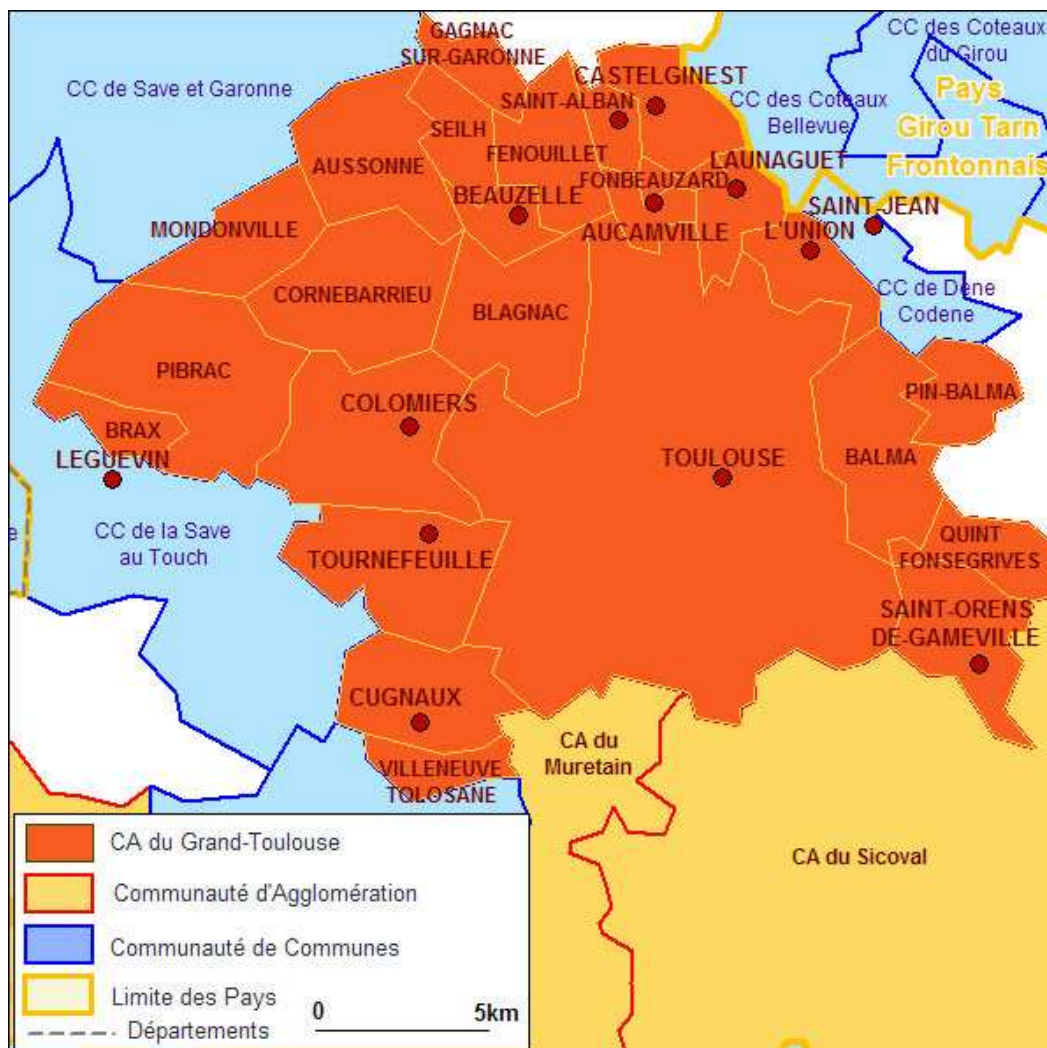 GAGNAC
SUR-GARONNE
CC des Coteaux
du Girou
CC de Save et Garonne
CASTELGINEST
Pays
SAINT-ALBAN
CC des Coteaux
Bellevue
SEILH
Girou Tarn
FENOUILLET
LAUNAGUET
Frontonnais
AUSSONNE
FONBEAUZARD
BEAUZELLE
SAINT-JEAN
MONDONVILLE
AUCAMVILLE
L'UNION
CORNEBARRIEU
CC de Dene
Codene
BLAGNAC
PIBRAC
PIN-BALMA
COLOMIERS
BRAX
LEGUEVIN
TOULOUSE
BALMA
CC de la Save
au Touch
e
QUINT
FONSEGRIVES
TOURNEFEUILLE
SAINT-ORENS
DE-GAMEVILLE
CUGNAUX
CA du
Muretain
VILLENEUVE
TOLOSANE
CA du Sicoval
CA du Grand-Toulouse
Communauté d'Agglomération
Communauté de Communes
Limite des Pays
Départements
0 5km